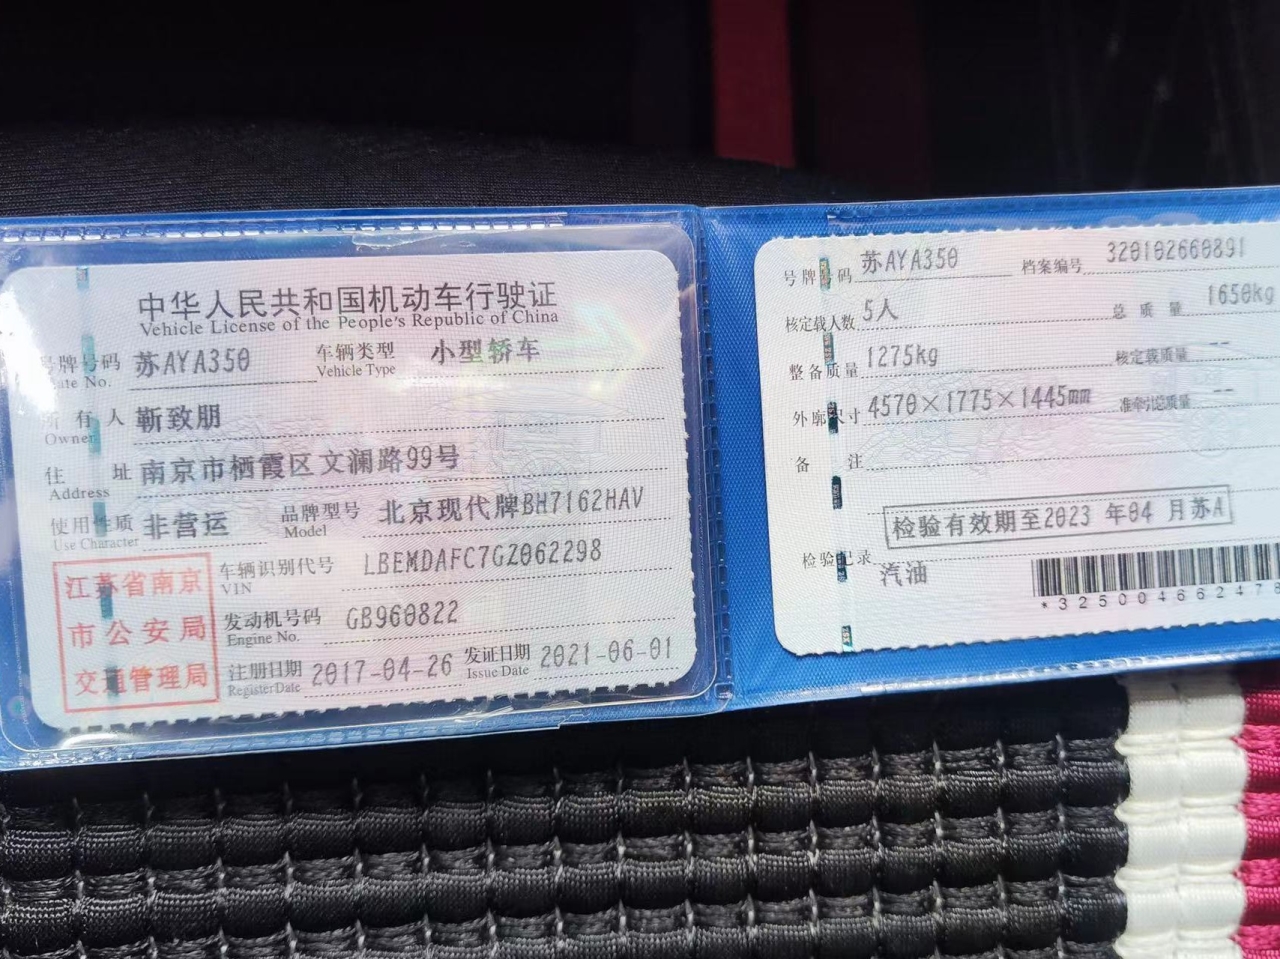 中华人民共和国机动车行驶证
Vehicle License of the People's Republic of China
号牌号码 苏AYA350 车辆类型 小型轿车
ate No. Vehicle Type
所有人 靳致朋
Owner
住址 南京市栖霞区文澜路99号
Address
使用性质 非营运 品牌型号 北京现代牌BH7162HAV
Use Character Model
江苏省南京
市公安局
交通管理局
车辆识别代号 LBEMDAFC7GZ062298
VIN
发动机号码 GB960822
Engine No.
注册日期 2017-04-26 发证日期 2021-06-01
Register Date Issue Date
号牌号码 苏AYA350 档案编号 320102660891
核定载人数 5人 总质量 1650kg
整备质量 1275kg 核定载质量 --
外廓尺寸 4570×1775×1445mm 准牵引总质量 --
备注
检验有效期至2023年04月苏A
检验记录
汽油
*325004662478